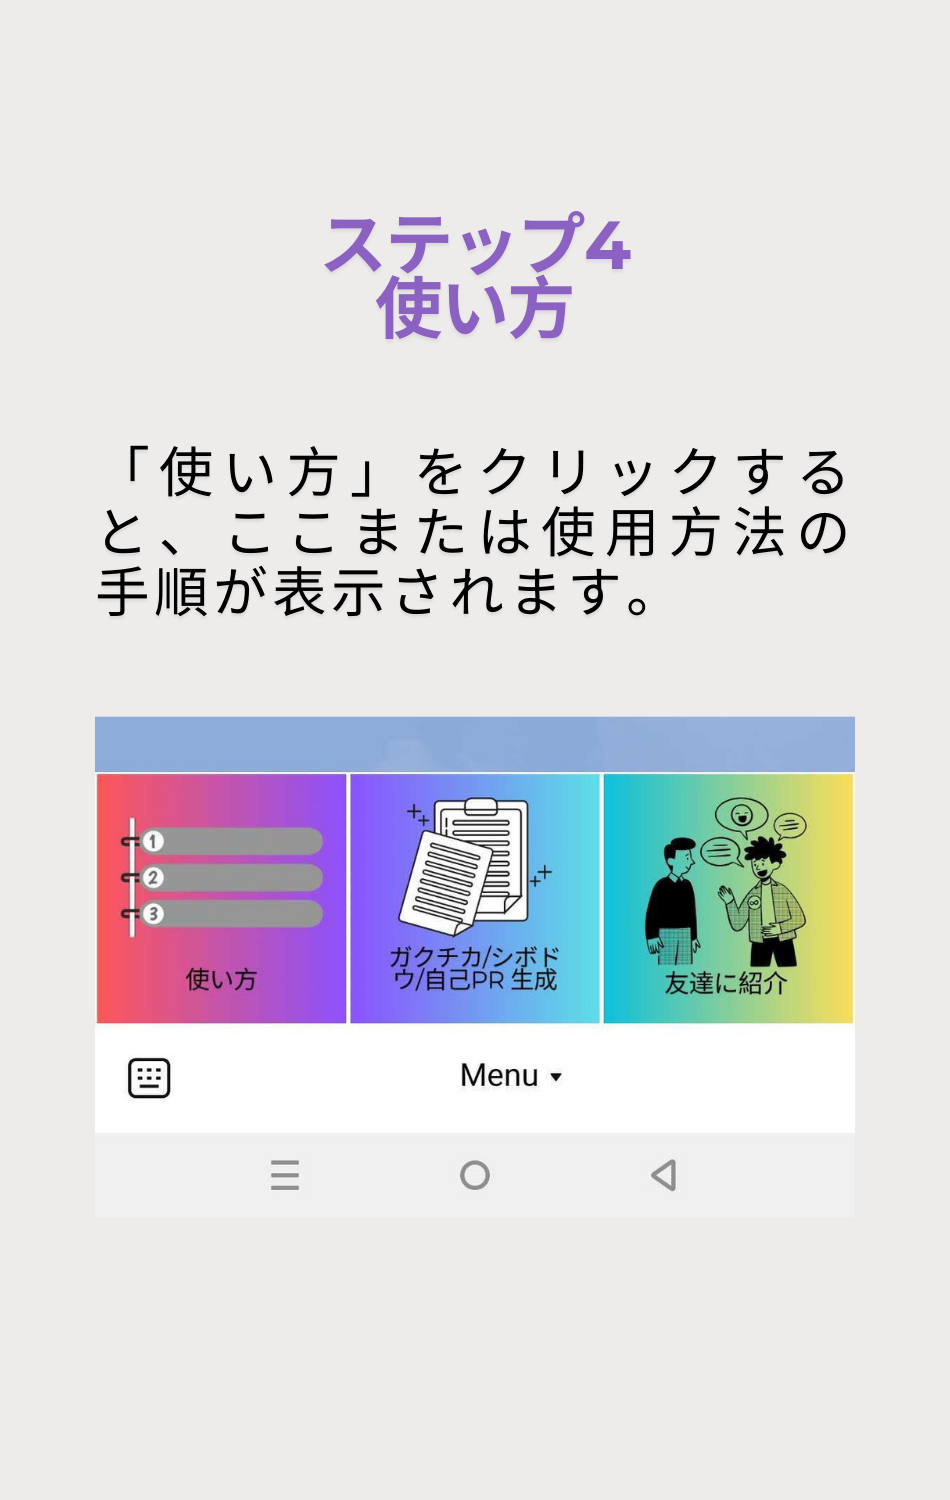 ステップ4
使い方
「使い方」をクリックする
と、ここまたは使用方法の
手順が表示されます。
1
2
3
使い方
ガクチカ/シボド
ウ/自己PR 生成
友達に紹介
Menu